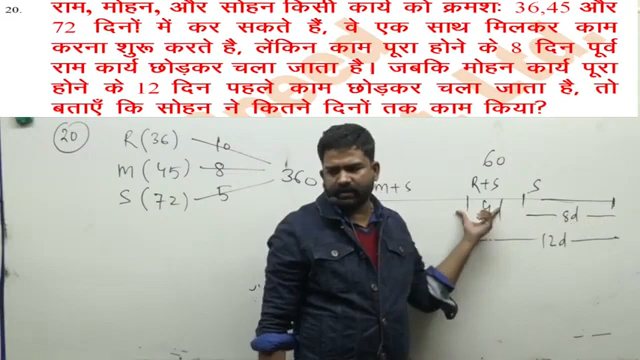 20. राम, मोहन, और सोहन किसी कार्य को क्रमशः 36,45 और
72 दिनों में कर सकते हैं, वे एक साथ मिलकर काम
करना शुरू करते है, लेंकिन काम पूरा होने के 8 दिन पूर्व
राम कार्य छोड़कर चला जाता है। जबकि मोहन कार्य पूरा
होने के 12 दिन पहले काम छोड़कर चला जाता है, तो
बताएँ कि सोहन ने कितने दिनों तक काम किया?
20
R (36) 10
M (45) 8 360
S (72) 5
60
m+s R+S S
8d
12d